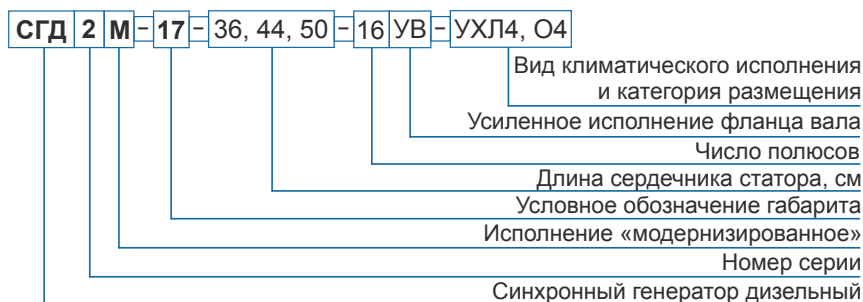 СГД 2 М - 17 - 36, 44, 50 - 16 УВ - УХЛ4, О4
Вид климатического исполнения
и категория размещения
Усиленное исполнение фланца вала
Число полюсов
Длина сердечника статора, см
Условное обозначение габарита
Исполнение «модернизированное»
Номер серии
Синхронный генератор дизельный